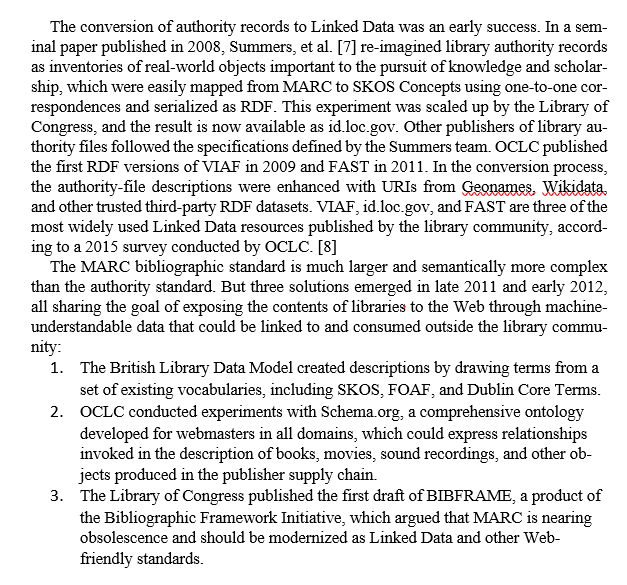 The conversion of authority records to Linked Data was an early success. In a sem-
inal paper published in 2008, Summers, et al. [7] re-imagined library authority records
as inventories of real-world objects important to the pursuit of knowledge and scholar-
ship, which were easily mapped from MARC to SKOS Concepts using one-to-one cor-
respondences and serialized as RDF. This experiment was scaled up by the Library of
Congress, and the result is now available as id.loc.gov. Other publishers of library au-
thority files followed the specifications defined by the Summers team. OCLC published
the first RDF versions of VIAF in 2009 and FAST in 2011. In the conversion process,
the authority-file descriptions were enhanced with URIs from Geonames, Wikidata,
and other trusted third-party RDF datasets. VIAF, id.loc.gov, and FAST are three of the
most widely used Linked Data resources published by the library community, accord-
ing to a 2015 survey conducted by OCLC. [8]
The MARC bibliographic standard is much larger and semantically more complex
than the authority standard. But three solutions emerged in late 2011 and early 2012,
all sharing the goal of exposing the contents of libraries to the Web through machine-
understandable data that could be linked to and consumed outside the library commu-
nity:
1. The British Library Data Model created descriptions by drawing terms from a
set of existing vocabularies, including SKOS, FOAF, and Dublin Core Terms.
2. OCLC conducted experiments with Schema.org, a comprehensive ontology
developed for webmasters in all domains, which could express relationships
invoked in the description of books, movies, sound recordings, and other ob-
jects produced in the publisher supply chain.
3. The Library of Congress published the first draft of BIBFRAME, a product of
the Bibliographic Framework Initiative, which argued that MARC is nearing
obsolescence and should be modernized as Linked Data and other Web-
friendly standards.